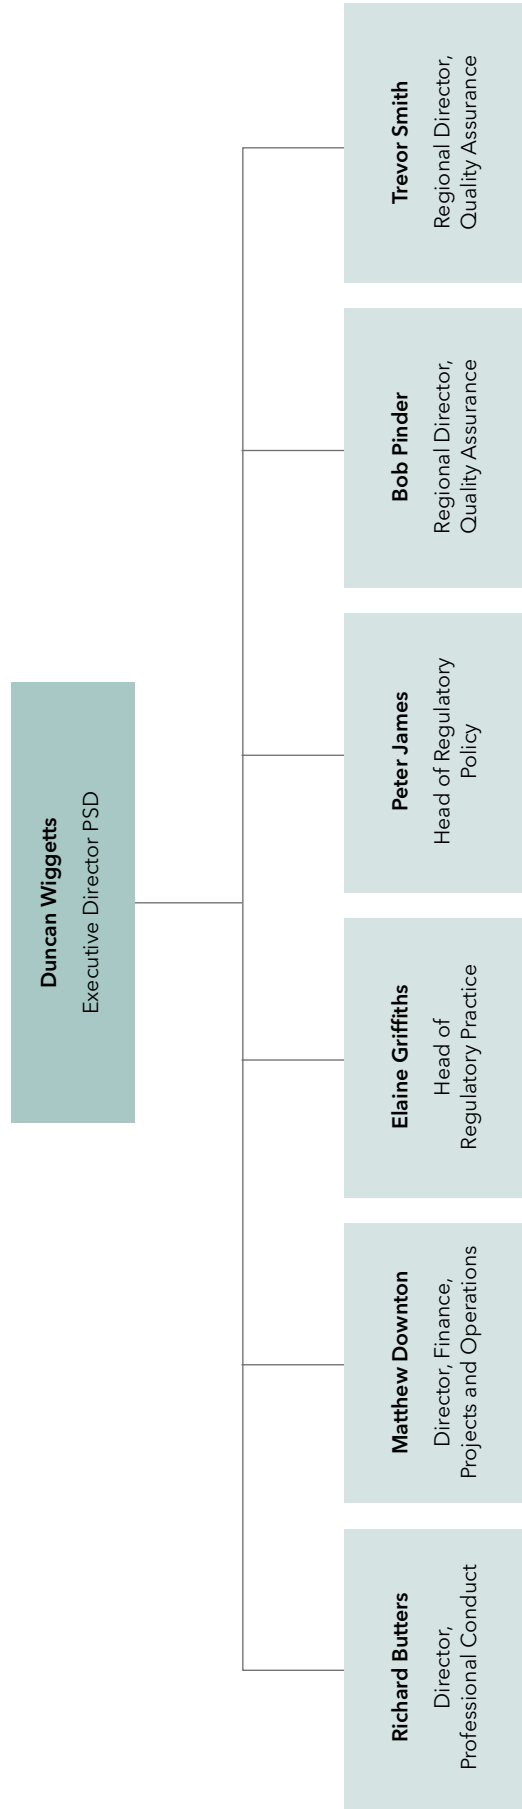 Duncan Wiggetts
Executive Director PSD
Richard Butters
Director,
Professional Conduct
Matthew Downton
Director, Finance,
Projects and Operations
Elaine Griffiths
Head of
Regulatory Practice
Peter James
Head of Regulatory
Policy
Bob Pinder
Regional Director,
Quality Assurance
Trevor Smith
Regional Director,
Quality Assurance